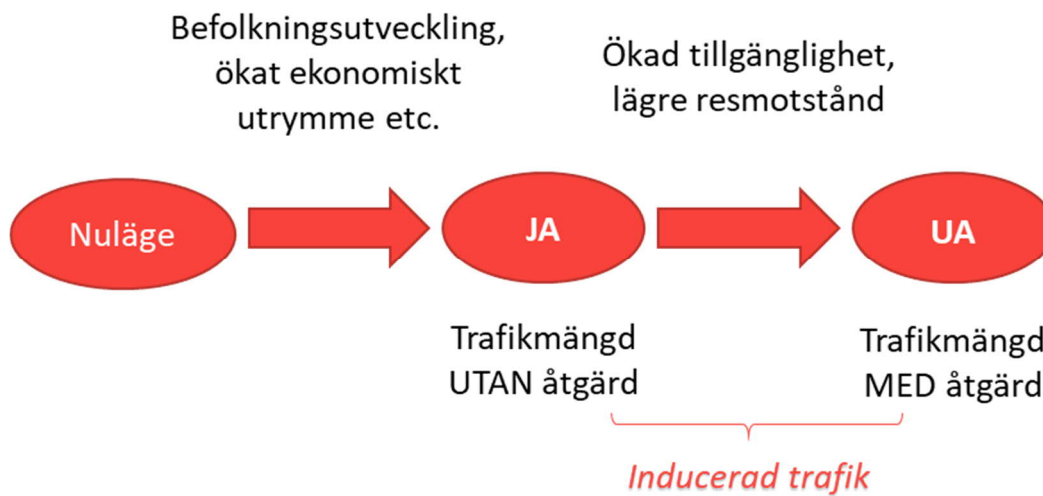 Befolkningsutveckling,
ökat ekonomiskt
utrymme etc.
Ökad tillgänglighet,
lägre resmotstånd
Nuläge
JA
UA
Trafikmängd
UTAN åtgärd
Trafikmängd
MED åtgärd
Inducerad trafik